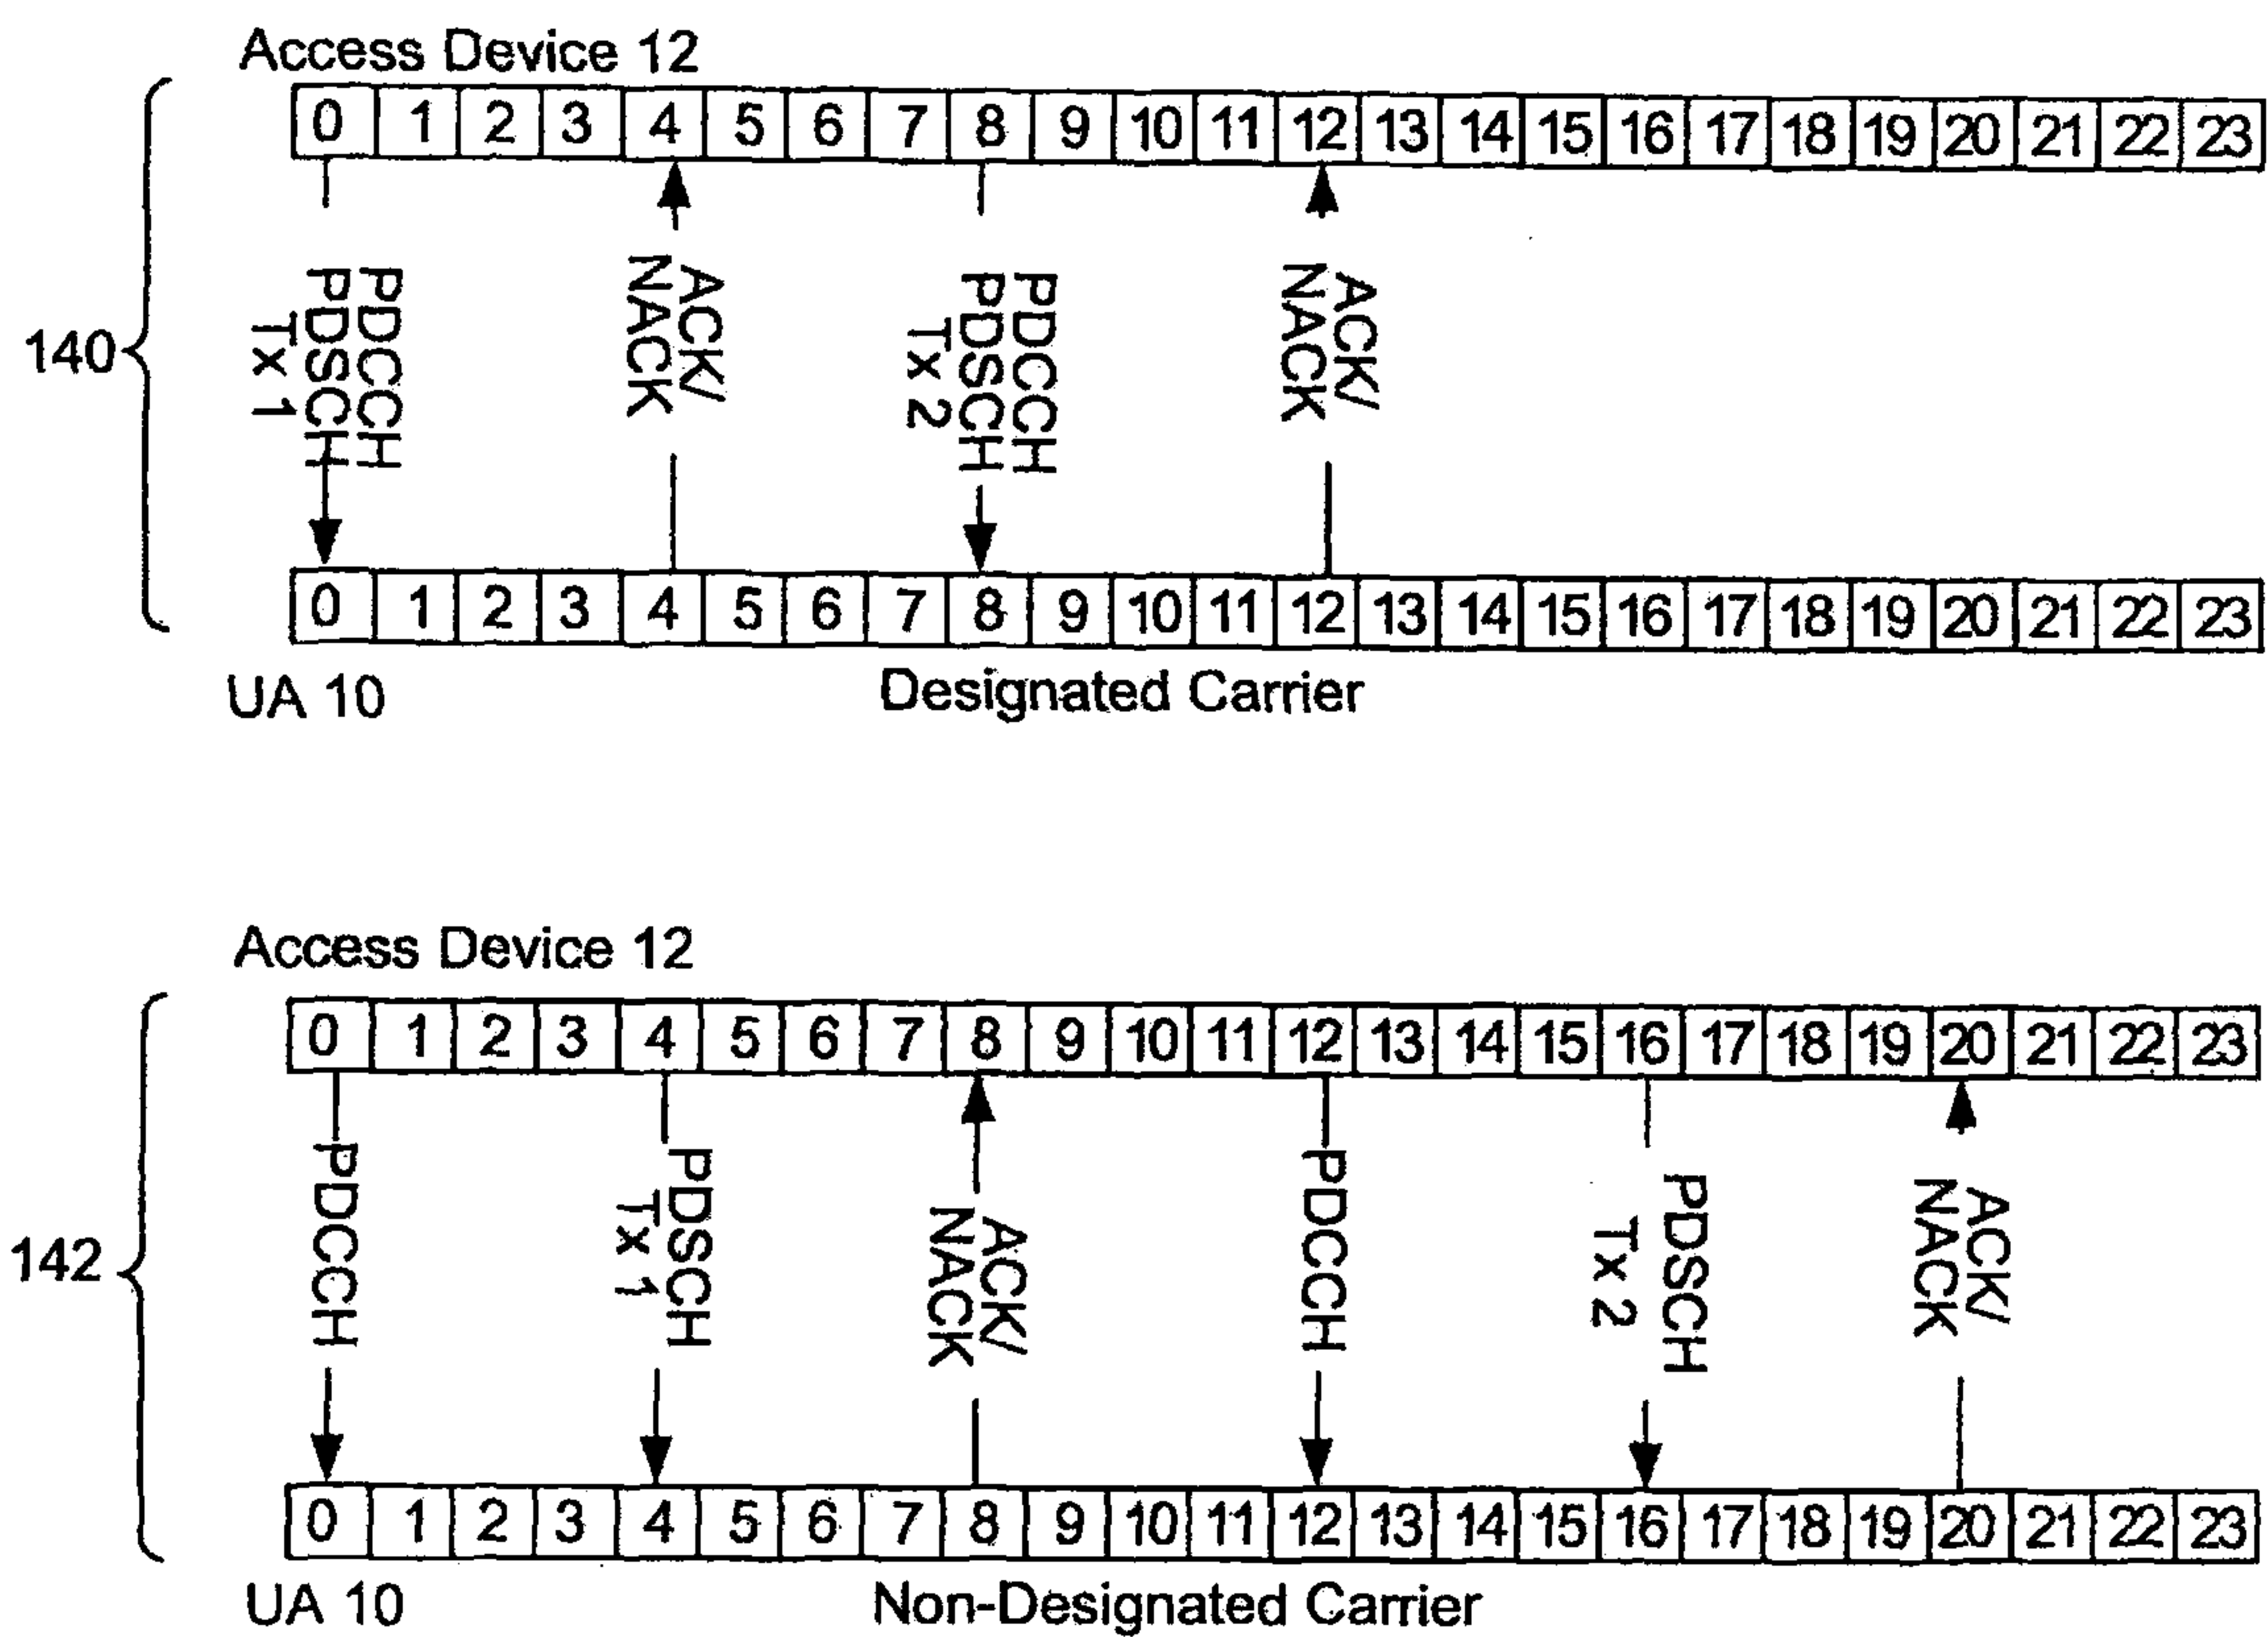 Access Device 12
0 1 2 3 4 5 6 7 8 9 10 11 12 13 14 15 16 17 18 19 20 21 22 23
140
PDCCH
PDSCH
Tx 1
ACK/
NACK
PDCCH
PDSCH
Tx 2
ACK/
NACK
0 1 2 3 4 5 6 7 8 9 10 11 12 13 14 15 16 17 18 19 20 21 22 23
UA 10
Designated Carrier
Access Device 12
0 1 2 3 4 5 6 7 8 9 10 11 12 13 14 15 16 17 18 19 20 21 22 23
142
PDCCH
PDSCH
Tx 1
ACK/
NACK
PDCCH
PDSCH
Tx 2
ACK/
NACK
0 1 2 3 4 5 6 7 8 9 10 11 12 13 14 15 16 17 18 19 20 21 22 23
UA 10
Non-Designated Carrier